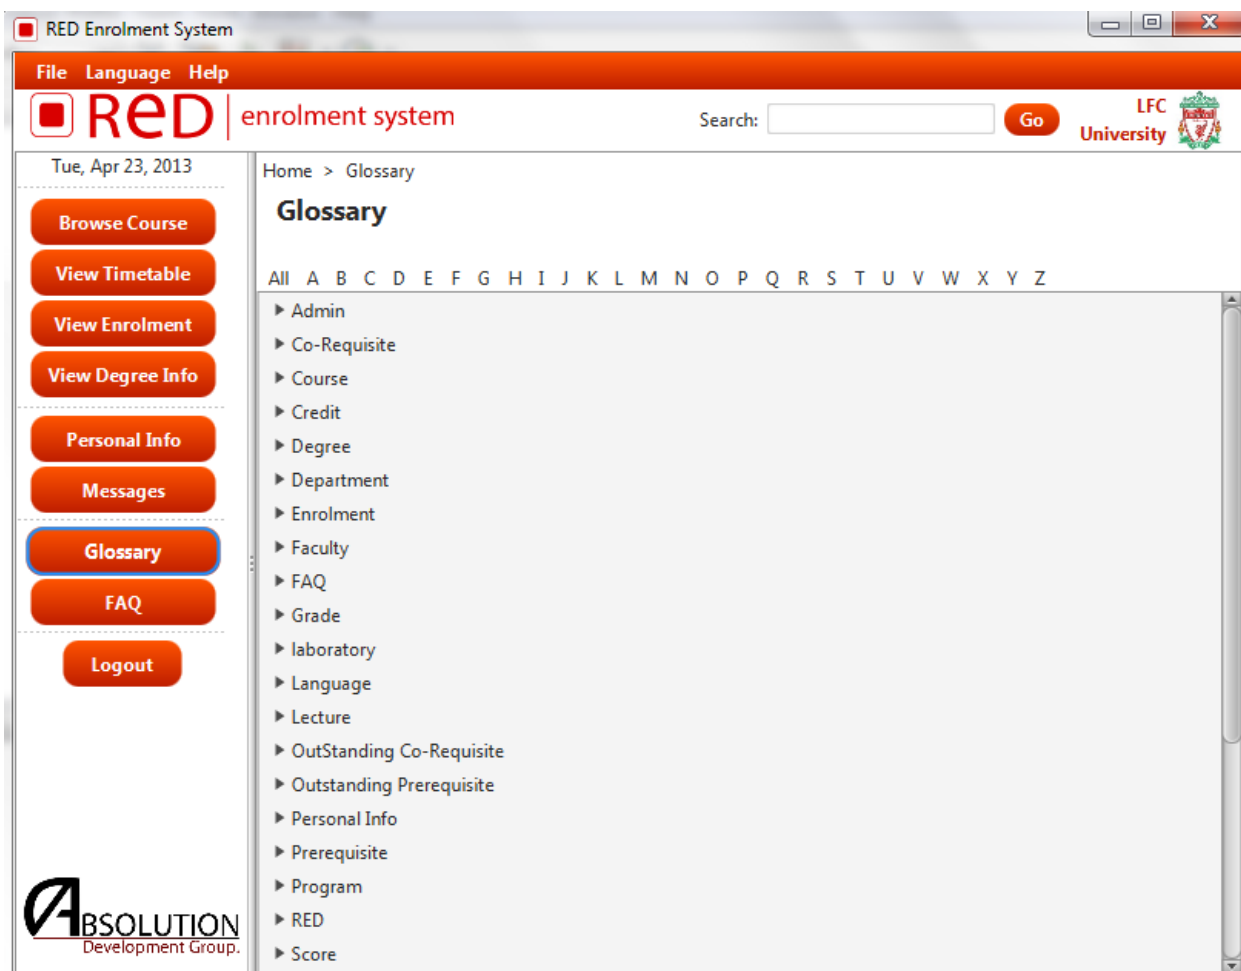 RED Enrolment System
File Language Help
ReD enrolment system
Search:
Go
LFC
University
Tue, Apr 23, 2013
Browse Course
View Timetable
View Enrolment
View Degree Info
Personal Info
Messages
Glossary
FAQ
Logout
ABSOLUTION
Development Group.
Home > Glossary
Glossary
All A B C D E F G H I J K L M N O P Q R S T U V W X Y Z
Admin
Co-Requisite
Course
Credit
Degree
Department
Enrolment
Faculty
FAQ
Grade
laboratory
Language
Lecture
OutStanding Co-Requisite
Outstanding Prerequisite
Personal Info
Prerequisite
Program
RED
Score